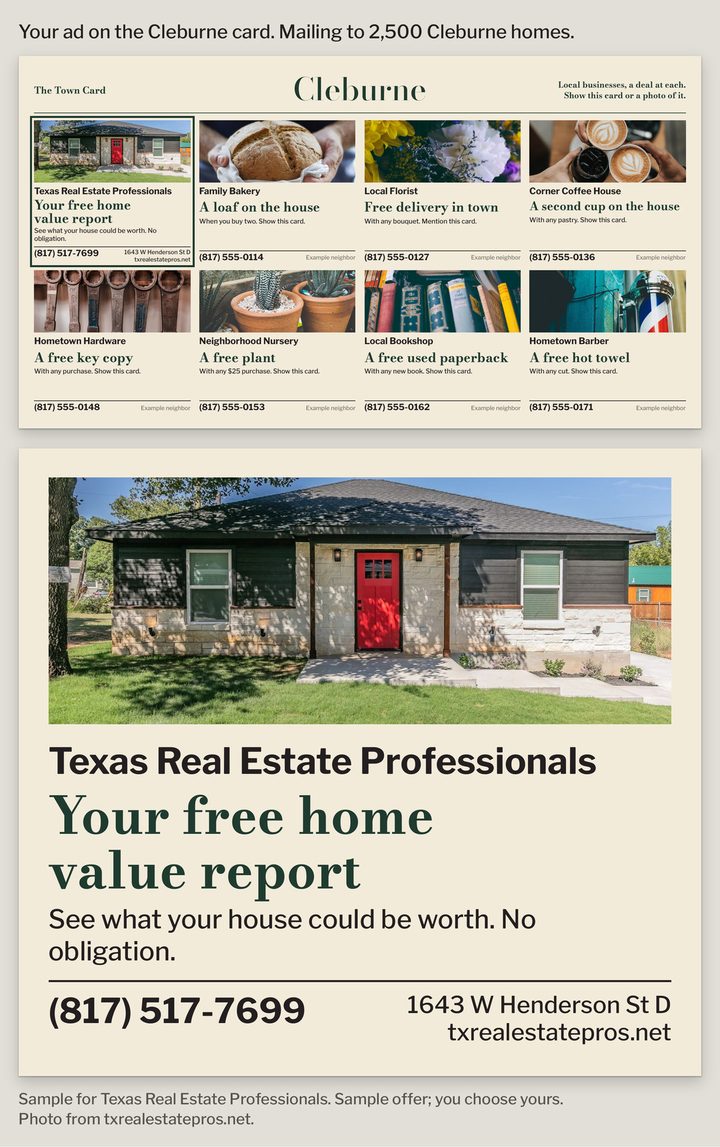 Your ad on the Cleburne card. Mailing to 2,500 Cleburne homes.
The Town Card
Cleburne
Local businesses, a deal at each.
Show this card or a photo of it.
Texas Real Estate Professionals
Your free home
value report
See what your house could be worth. No
obligation.
(817) 517-7699
1643 W Henderson St D
txrealestatepros.net
Family Bakery
A loaf on the house
When you buy two. Show this card.
(817) 555-0114
Example neighbor
Local Florist
Free delivery in town
With any bouquet. Mention this card.
(817) 555-0127
Example neighbor
Corner Coffee House
A second cup on the house
With any pastry. Show this card.
(817) 555-0136
Example neighbor
Hometown Hardware
A free key copy
With any purchase. Show this card.
(817) 555-0148
Example neighbor
Neighborhood Nursery
A free plant
With any $25 purchase. Show this card.
(817) 555-0153
Example neighbor
Local Bookshop
A free used paperback
With any new book. Show this card.
(817) 555-0162
Example neighbor
Hometown Barber
A free hot towel
With any cut. Show this card.
(817) 555-0171
Example neighbor
Texas Real Estate Professionals
Your free home
value report
See what your house could be worth. No
obligation.
(817) 517-7699
1643 W Henderson St D
txrealestatepros.net
Sample for Texas Real Estate Professionals. Sample offer; you choose yours.
Photo from txrealestatepros.net.